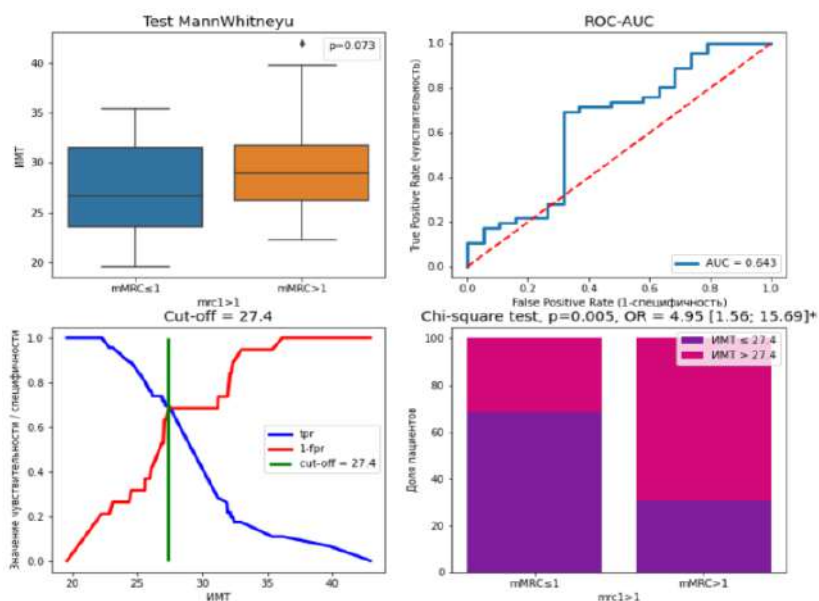 Test MannWhitneyu
p=0.073
ИМТ
40
35
30
25
20
mMRC≤1
mMRC>1
mrc1>1
ROC-AUC
True Positive Rate (чувствительность)
1.0
0.8
0.6
0.4
0.2
0.0
AUC = 0.643
0.0 0.2 0.4 0.6 0.8 1.0
False Positive Rate (1-специфичность)
Cut-off = 27.4
Значение чувствительности / специфичности
1.0
0.8
0.6
0.4
0.2
0.0
tpr
1-fpr
cut-off = 27.4
20 25 30 35 40
ИМТ
Chi-square test, p=0.005, OR = 4.95 [1.56; 15.69]*
ИМТ ≤ 27.4
ИМТ > 27.4
Доля пациентов
100
80
60
40
20
0
mMRC≤1
mMRC>1
mrc1>1